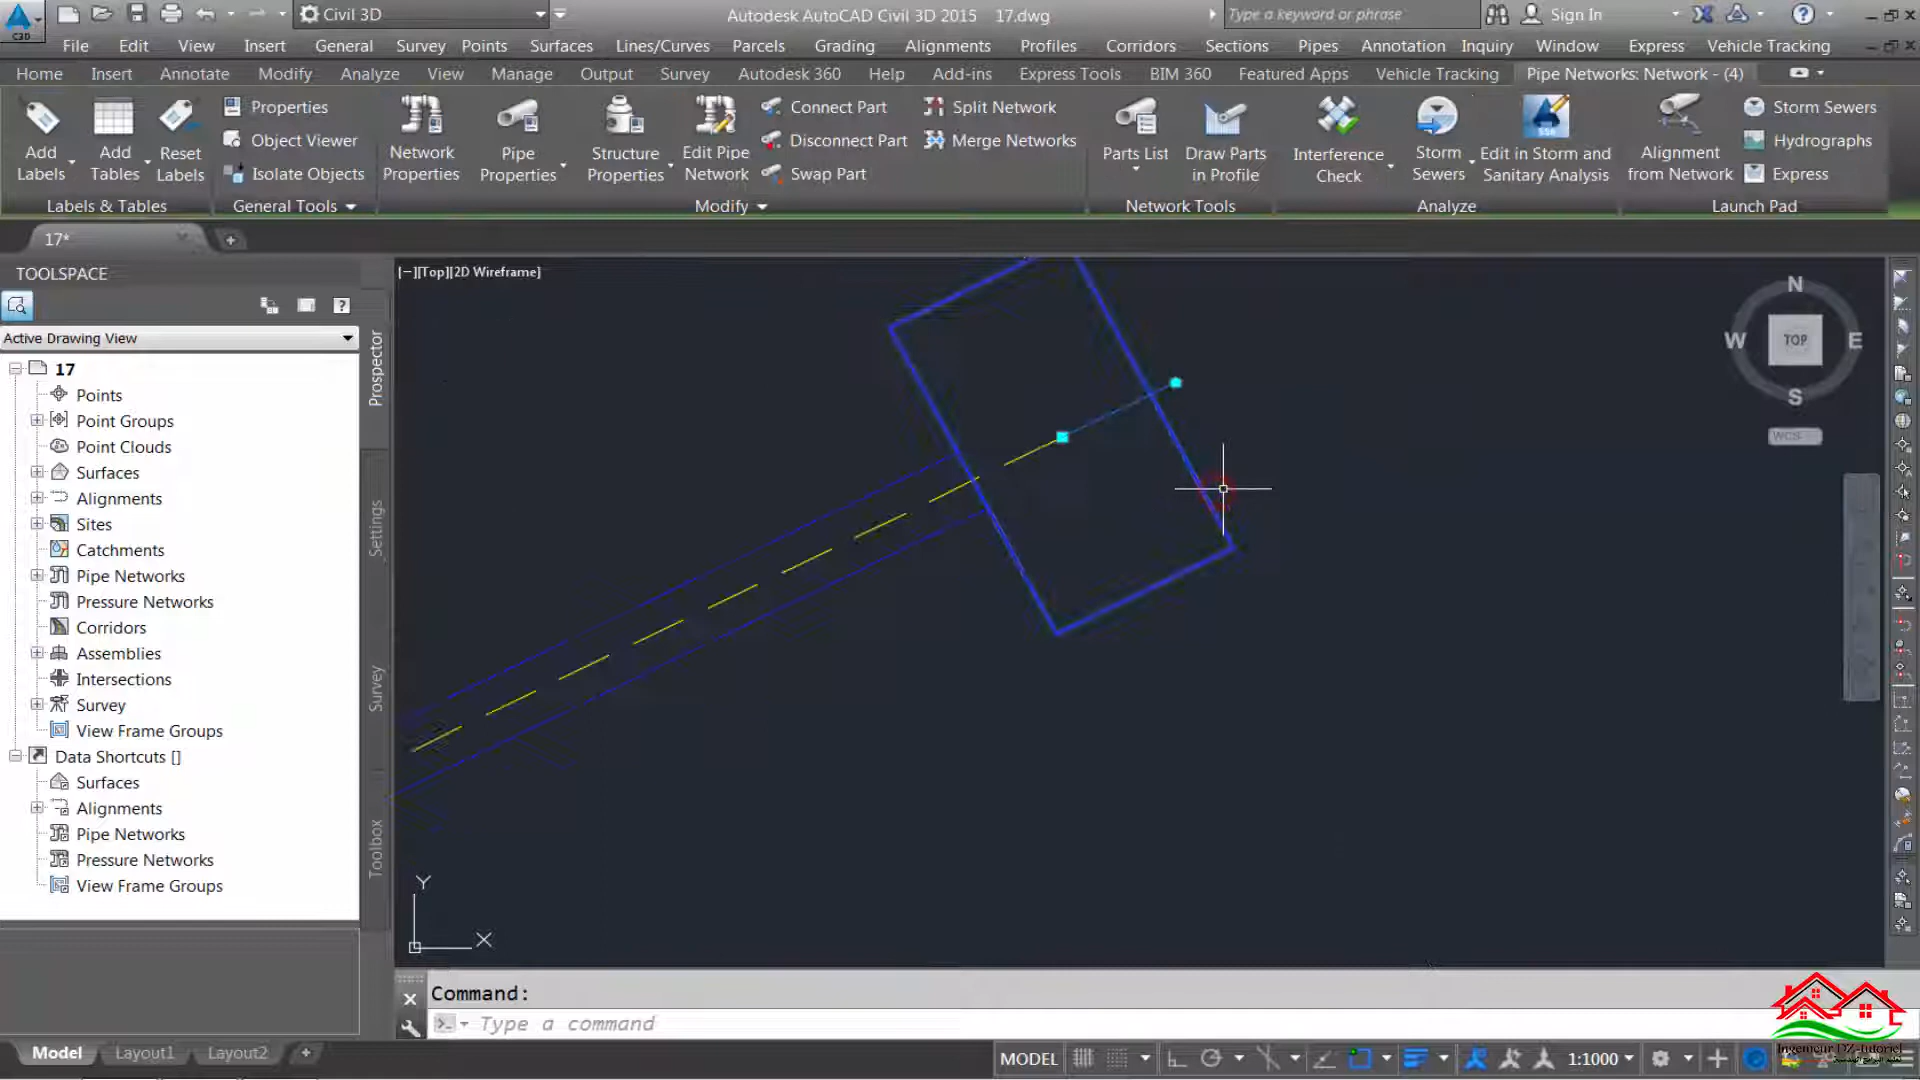 C3D
Civil 3D
Autodesk AutoCAD Civil 3D 2015 17.dwg
Type a keyword or phrase
Sign In
File Edit View Insert General Survey Points Surfaces Lines/Curves Parcels Grading Alignments Profiles Corridors Sections Pipes Annotation Inquiry Window Express Vehicle Tracking
Home Insert Annotate Modify Analyze View Manage Output Survey Autodesk 360 Help Add-ins Express Tools BIM 360 Featured Apps Vehicle Tracking Pipe Networks: Network - (4)
Add Labels
Add Tables
Reset Labels
Labels & Tables
Properties
Object Viewer
Isolate Objects
General Tools
Network Properties
Pipe Properties
Structure Properties
Edit Pipe Network
Connect Part
Disconnect Part
Swap Part
Split Network
Merge Networks
Modify
Parts List
Draw Parts in Profile
Network Tools
Interference Check
Storm Sewers
SSA
Edit in Storm and Sanitary Analysis
Analyze
Alignment from Network
Storm Sewers
Hydrographs
Express
Launch Pad
17*
TOOLSPACE
?
Active Drawing View
17
Points
Point Groups
Point Clouds
Surfaces
Alignments
Sites
Catchments
Pipe Networks
Pressure Networks
Corridors
Assemblies
Intersections
Survey
View Frame Groups
Data Shortcuts []
Surfaces
Alignments
Pipe Networks
Pressure Networks
View Frame Groups
Prospector
Settings
Survey
Toolbox
[−][Top][2D Wireframe]
N
W TOP E
S
WCS
Y
X
Command:
Type a command
Model Layout1 Layout2 +
MODEL
1:1000
Ingenieur DZ-tutoriel